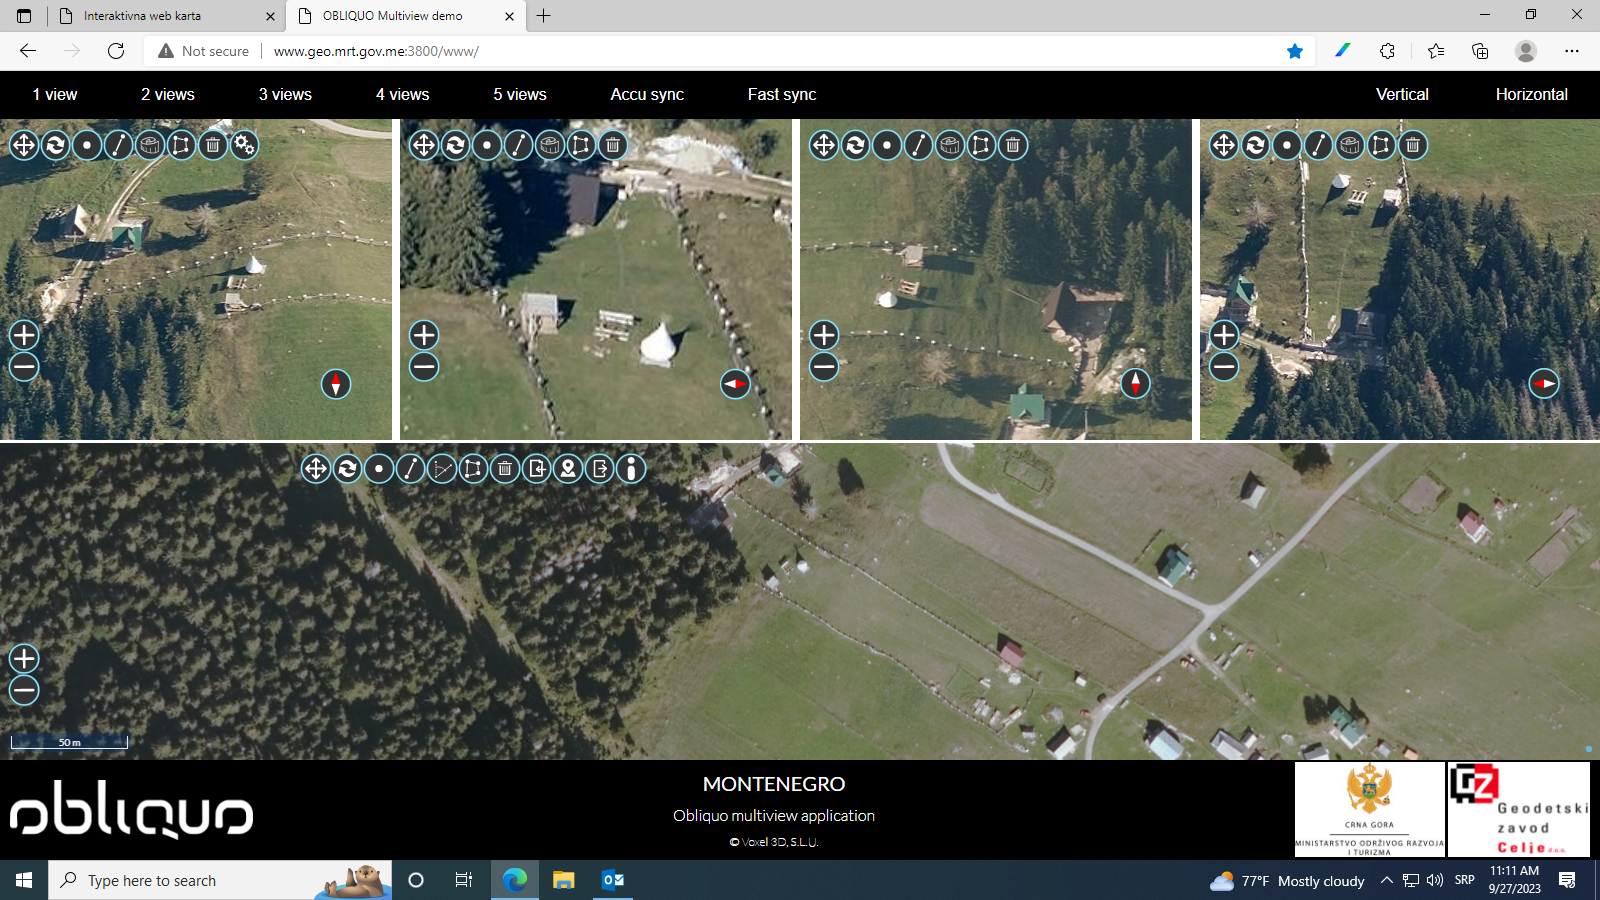 Interaktivna web karta
OBLIQUO Multiview demo
Not secure
www.geo.mrt.gov.me:3800/www/
1 view
2 views
3 views
4 views
5 views
Accu sync
Fast sync
Vertical
Horizontal
50 m
obliquo
MONTENEGRO
Obliquo multiview application
© Voxel 3D, S.L.U.
CRNA GORA
MINISTARSTVO ODRŽIVOG RAZVOJA
I TURIZMA
GZ
Geodetski
zavod
Celje d.o.o.
Type here to search
77°F Mostly cloudy
SRP
11:11 AM
9/27/2023